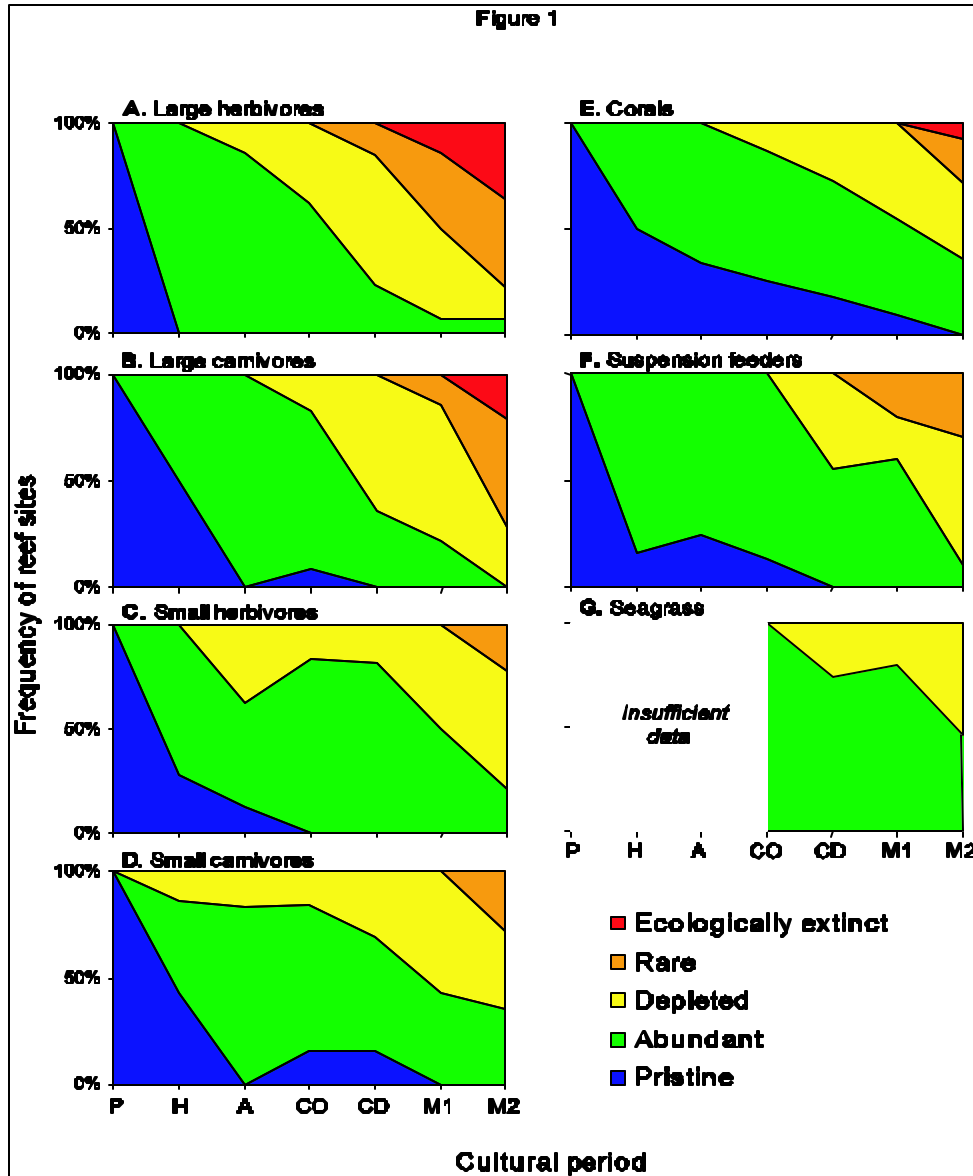 Figure 1
A. Large herbivores
100%
50%
0%
B. Large carnivores
100%
50%
0%
C. Small herbivores
100%
50%
0%
D. Small carnivores
100%
50%
0%
P H A CO CD M1 M2
E. Corals
F. Suspension feeders
G. Seagrass
Insufficient
data
P H A CO CD M1 M2
Ecologically extinct
Rare
Depleted
Abundant
Pristine
Frequency of reef sites
Cultural period